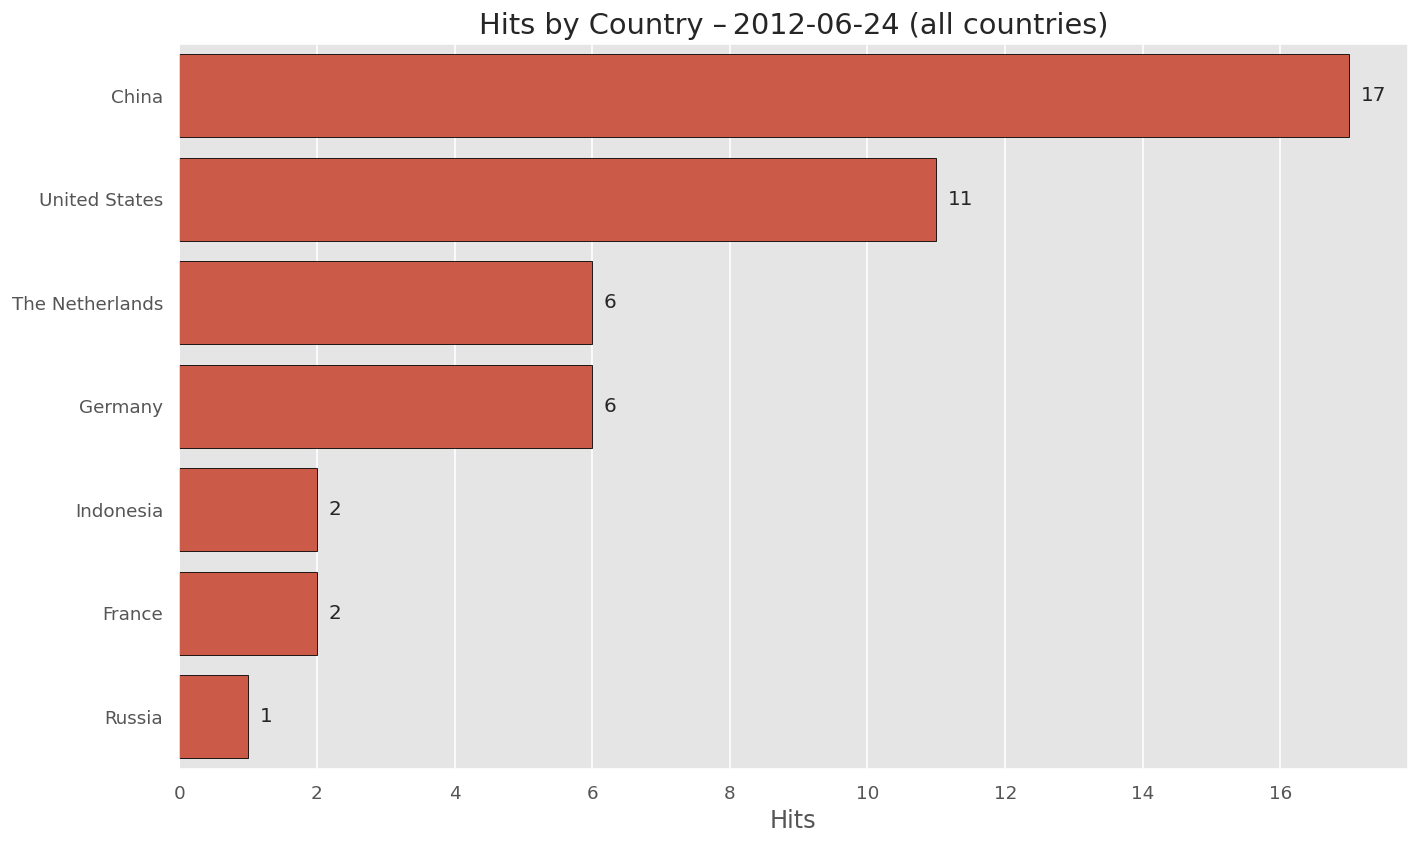 Hits by Country – 2012-06-24 (all countries)
China 17
United States 11
The Netherlands 6
Germany 6
Indonesia 2
France 2
Russia 1
0 2 4 6 8 10 12 14 16
Hits